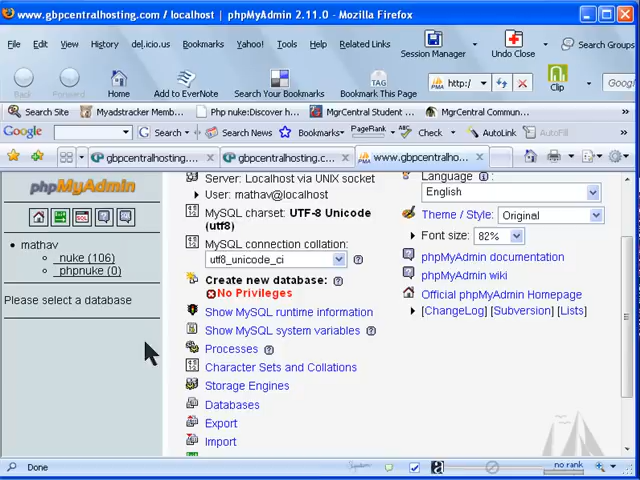 www.gbpcentralhosting.com / localhost | phpMyAdmin 2.11.0 - Mozilla Firefox
File Edit View History del.icio.us Bookmarks Yahoo! Tools Related Links Session Manager Undo Close Search Groups
Back Forward Home Add to EverNote Search Your Bookmarks TAG Bookmark This Page PMA http:/ Clip Goog
Search Site Myadstracker Memb... Php nuke:Discover h... MgrCentral Student ... MgrCentral Commun...
Google Search Search News Bookmarks PageRank Check AutoLink AutoFill
gbpcentralhosting.... gbpcentralhosting.c... PMA www.gbpcentralho...
phpMyAdmin
SQL
mathav
nuke (106)
phpnuke (0)
Please select a database
Server: Localhost via UNIX socket
User: mathav@localhost
MySQL charset: UTF-8 Unicode
(utf8)
MySQL connection collation:
utf8_unicode_ci
Create new database:
No Privileges
Show MySQL runtime information
Show MySQL system variables
Processes
Character Sets and Collations
Storage Engines
Databases
Export
Import
Language
English
Theme / Style: Original
Font size: 82%
phpMyAdmin documentation
phpMyAdmin wiki
Official phpMyAdmin Homepage
[ChangeLog] [Subversion] [Lists]
Done no rank